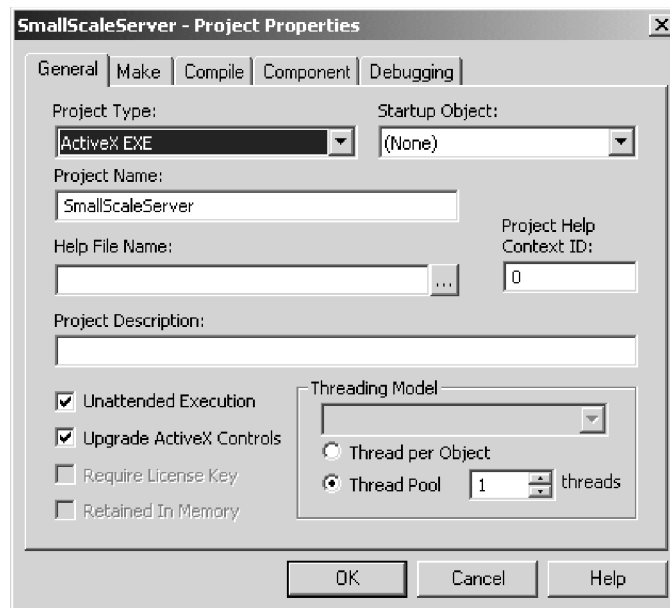 SmallScaleServer - Project Properties
General
Make
Compile
Component
Debugging
Project Type:
Startup Object:
ActiveX EXE
(None)
Project Name:
SmallScaleServer
Help File Name:
Project Help
Context ID:
...
0
Project Description:
Unattended Execution
Upgrade ActiveX Controls
Require License Key
Retained In Memory
Threading Model
Thread per Object
Thread Pool
1
threads
OK
Cancel
Help